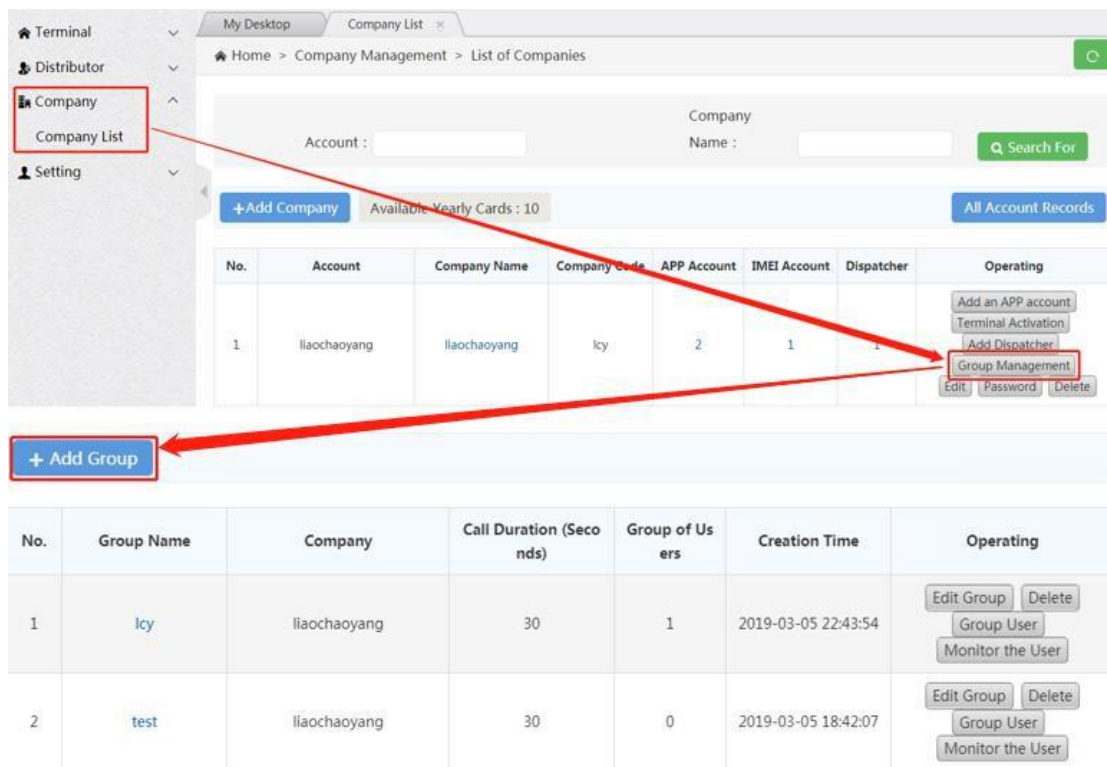 Terminal
Distributor
Company
Company List
Setting
My Desktop
Company List ×
Home > Company Management > List of Companies
Account :
Company
Name :
Search For
+Add Company
Available Yearly Cards : 10
All Account Records
No. Account Company Name Company Code APP Account IMEI Account Dispatcher Operating
1 liaochaoyang liaochaoyang lcy 2 1 1
Add an APP account
Terminal Activation
Add Dispatcher
Group Management
Edit Password Delete
+ Add Group
No. Group Name Company Call Duration (Seco
nds) Group of Us
ers Creation Time Operating
1 lcy liaochaoyang 30 1 2019-03-05 22:43:54
Edit Group Delete
Group User
Monitor the User
2 test liaochaoyang 30 0 2019-03-05 18:42:07
Edit Group Delete
Group User
Monitor the User